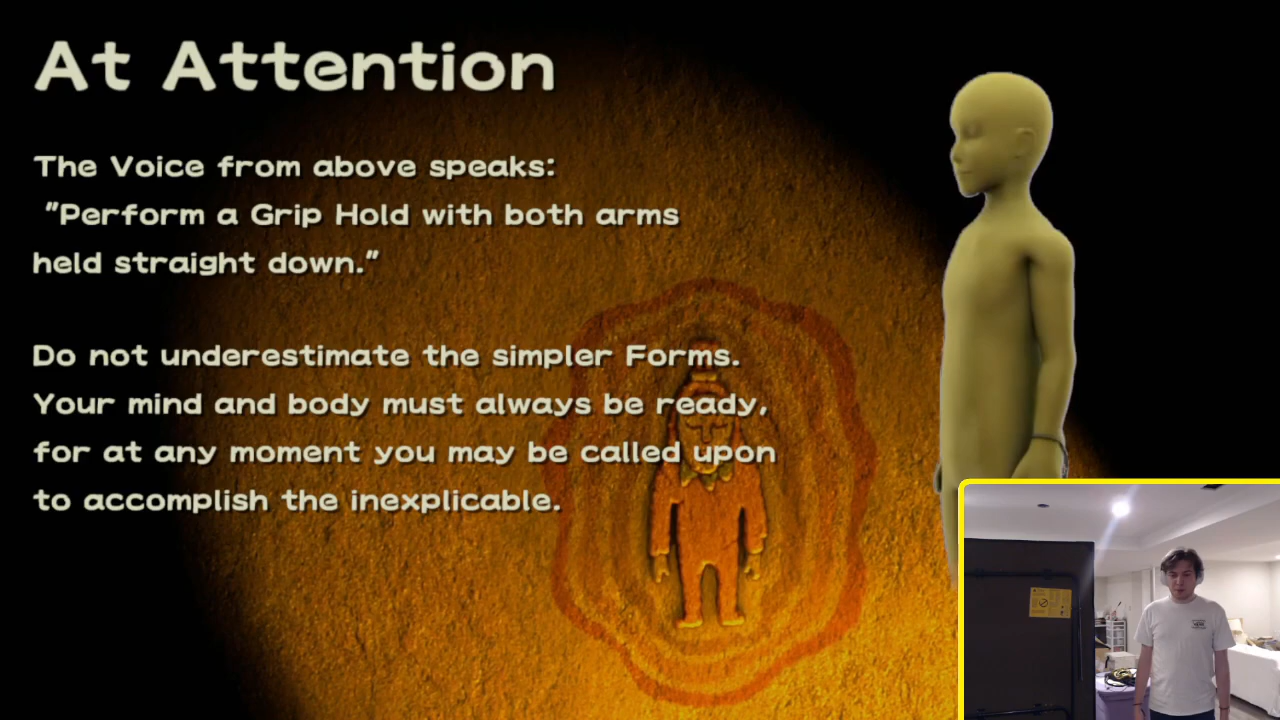 At Attention
The Voice from above speaks:
"Perform a Grip Hold with both arms
held straight down."
Do not underestimate the simpler Forms.
Your mind and body must always be ready,
for at any moment you may be called upon
to accomplish the inexplicable.